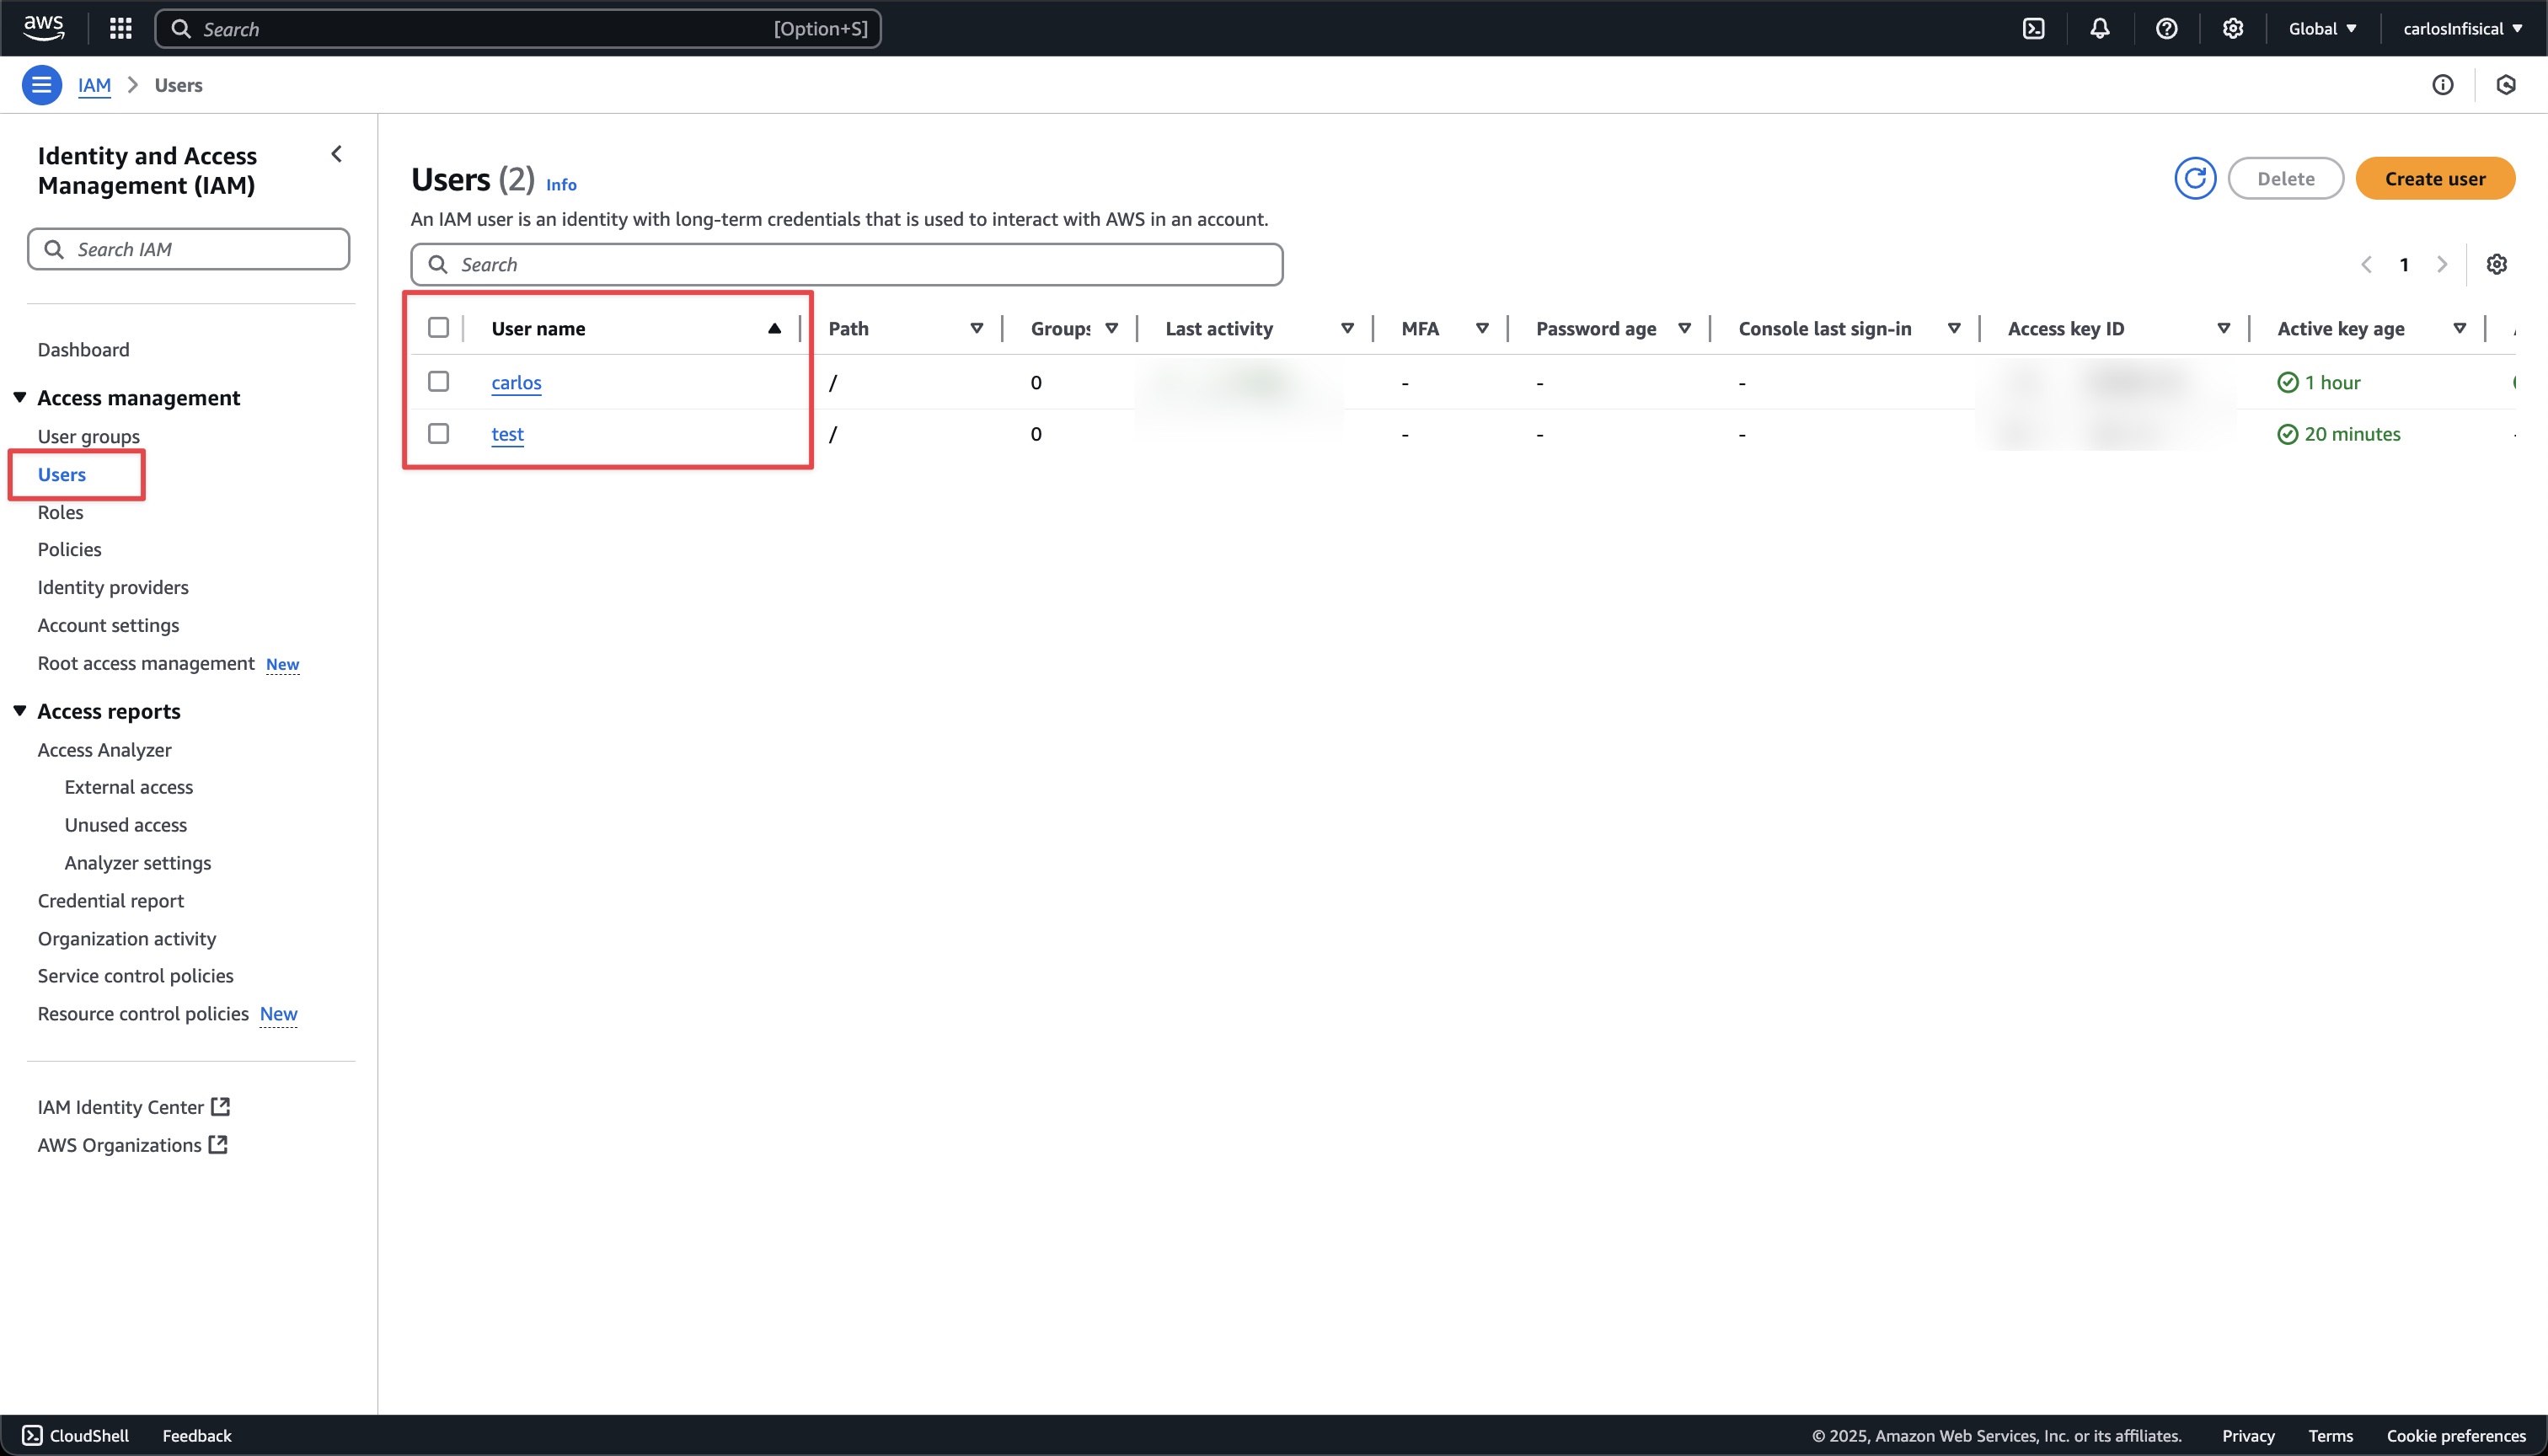 aws
Search [Option+S] Global carlosInfisical
IAM Users
Identity and Access
Management (IAM)
Search IAM
Dashboard
Access management
User groups
Users
Roles
Policies
Identity providers
Account settings
Root access management New
Access reports
Access Analyzer
External access
Unused access
Analyzer settings
Credential report
Organization activity
Service control policies
Resource control policies New
IAM Identity Center
AWS Organizations
Users (2) Info
Delete Create user
An IAM user is an identity with long-term credentials that is used to interact with AWS in an account.
Search
1
User name Path Groups Last activity MFA Password age Console last sign-in Access key ID Active key age
carlos / 0 - - - 1 hour
test / 0 - - - 20 minutes -
CloudShell Feedback © 2025, Amazon Web Services, Inc. or its affiliates. Privacy Terms Cookie preferences